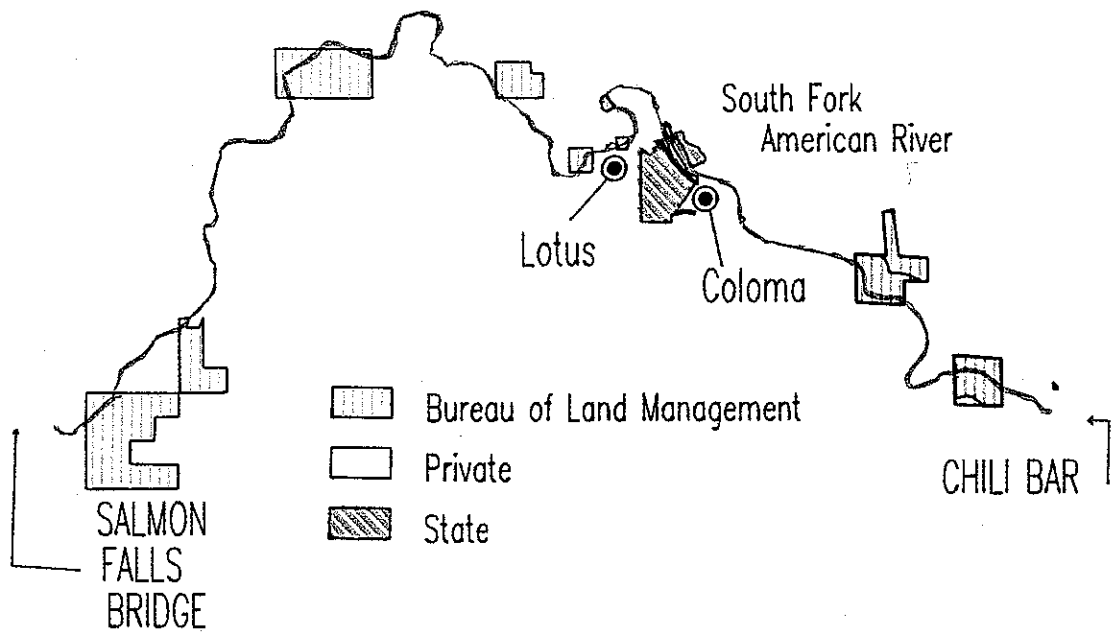 South Fork
American River
Lotus
Coloma
Bureau of Land Management
Private
State
CHILI BAR
SALMON
FALLS
BRIDGE